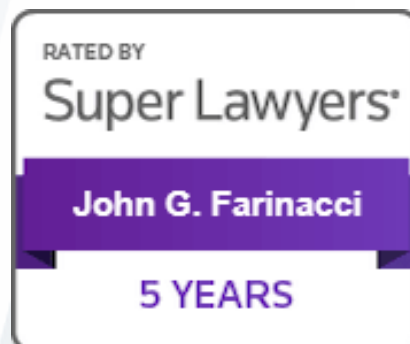 RATED BY
Super Lawyers®
John G. Farinacci
5 YEARS